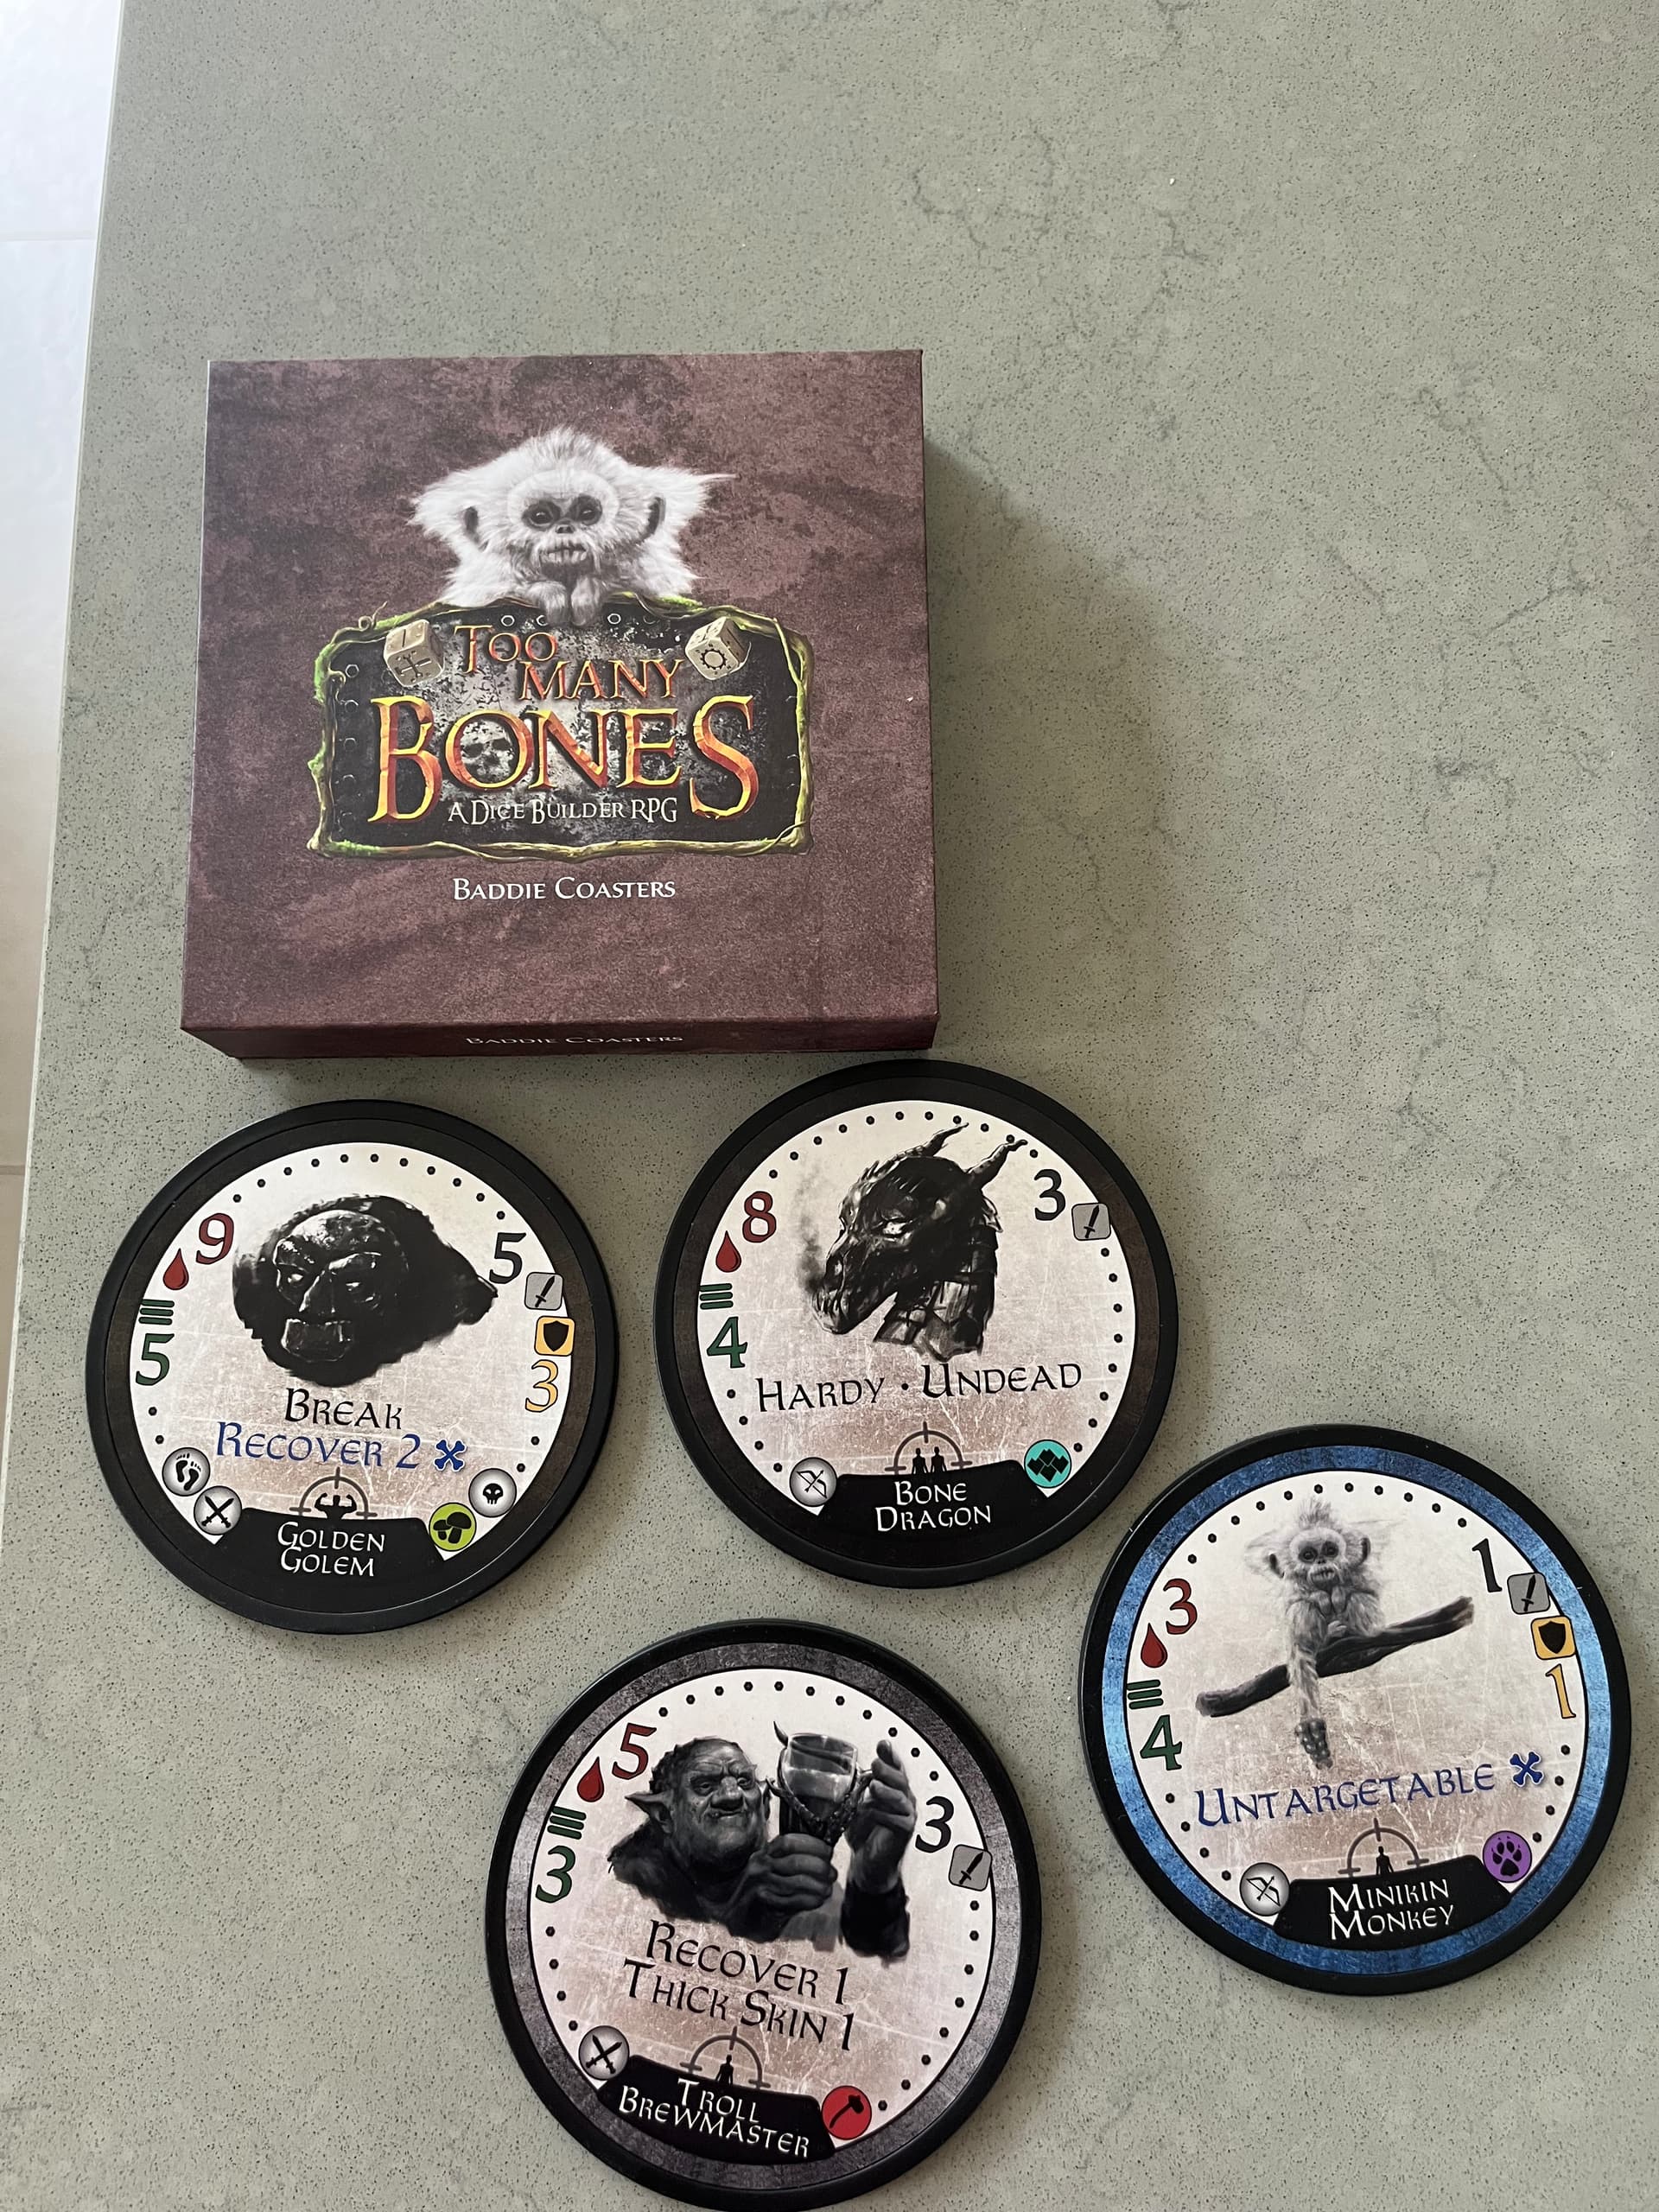 Too
Many
Bones
A Dice Builder RPG
Baddie Coasters
Baddie Coasters
9
5
5
3
Break
Recover 2
Golden
Golem
8
3
4
Hardy · Undead
Bone
Dragon
3
1
1
4
Untargetable
Minikin
Monkey
5
3
3
Recover 1
Thick Skin 1
Troll
Brewmaster